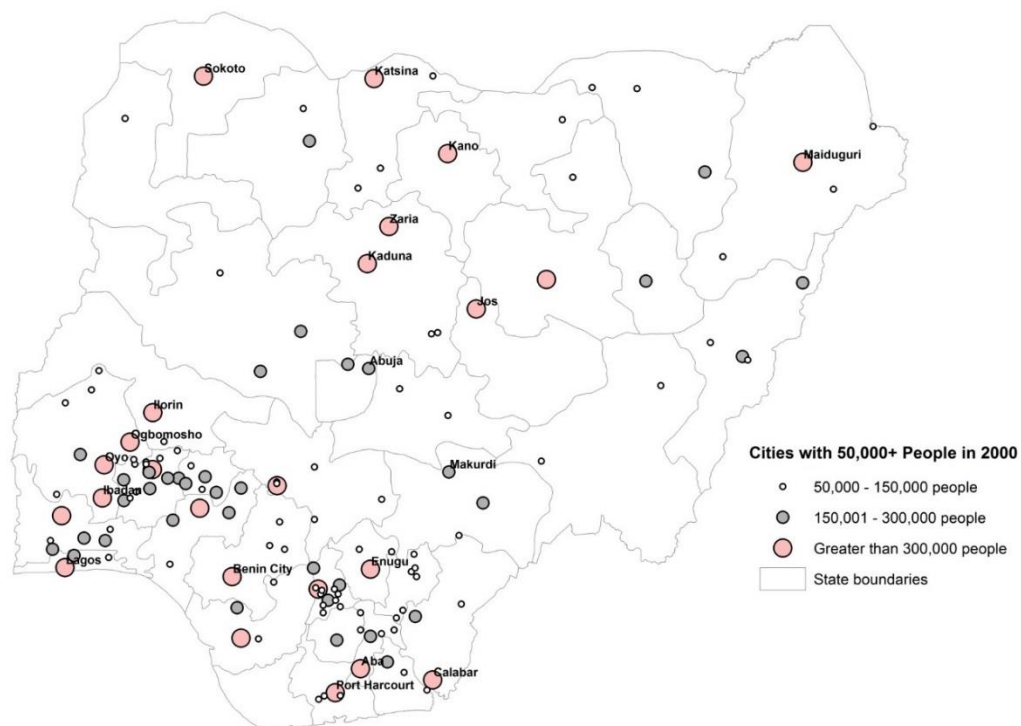 Sokoto
Katsina
Kano
Maiduguri
Zaria
Kaduna
Jos
Abuja
Ilorin
Ogbomosho
Oyo
Makurdi
Ibadan
Lagos
Benin City
Enugu
Aba
Calabar
Port Harcourt
Cities with 50,000+ People in 2000
50,000 - 150,000 people
150,001 - 300,000 people
Greater than 300,000 people
State boundaries